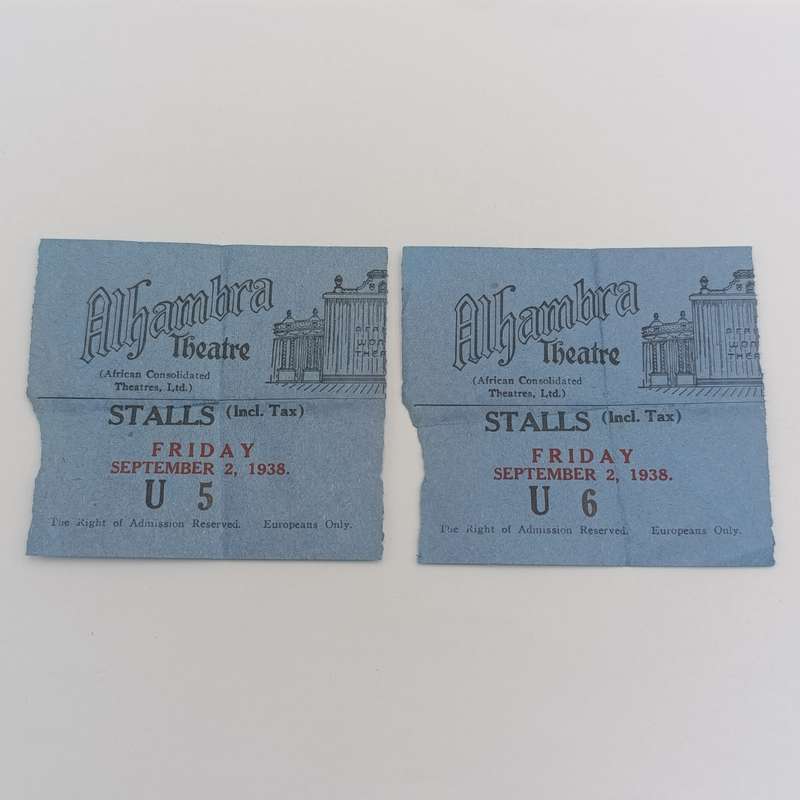 Alhambra
Theatre
(African Consolidated
Theatres, Ltd.)
STALLS (Incl. Tax)
FRIDAY
SEPTEMBER 2, 1938.
U 5
The Right of Admission Reserved. Europeans Only.
Alhambra
Theatre
(African Consolidated
Theatres, Ltd.)
STALLS (Incl. Tax)
FRIDAY
SEPTEMBER 2, 1938.
U 6
The Right of Admission Reserved. Europeans Only.